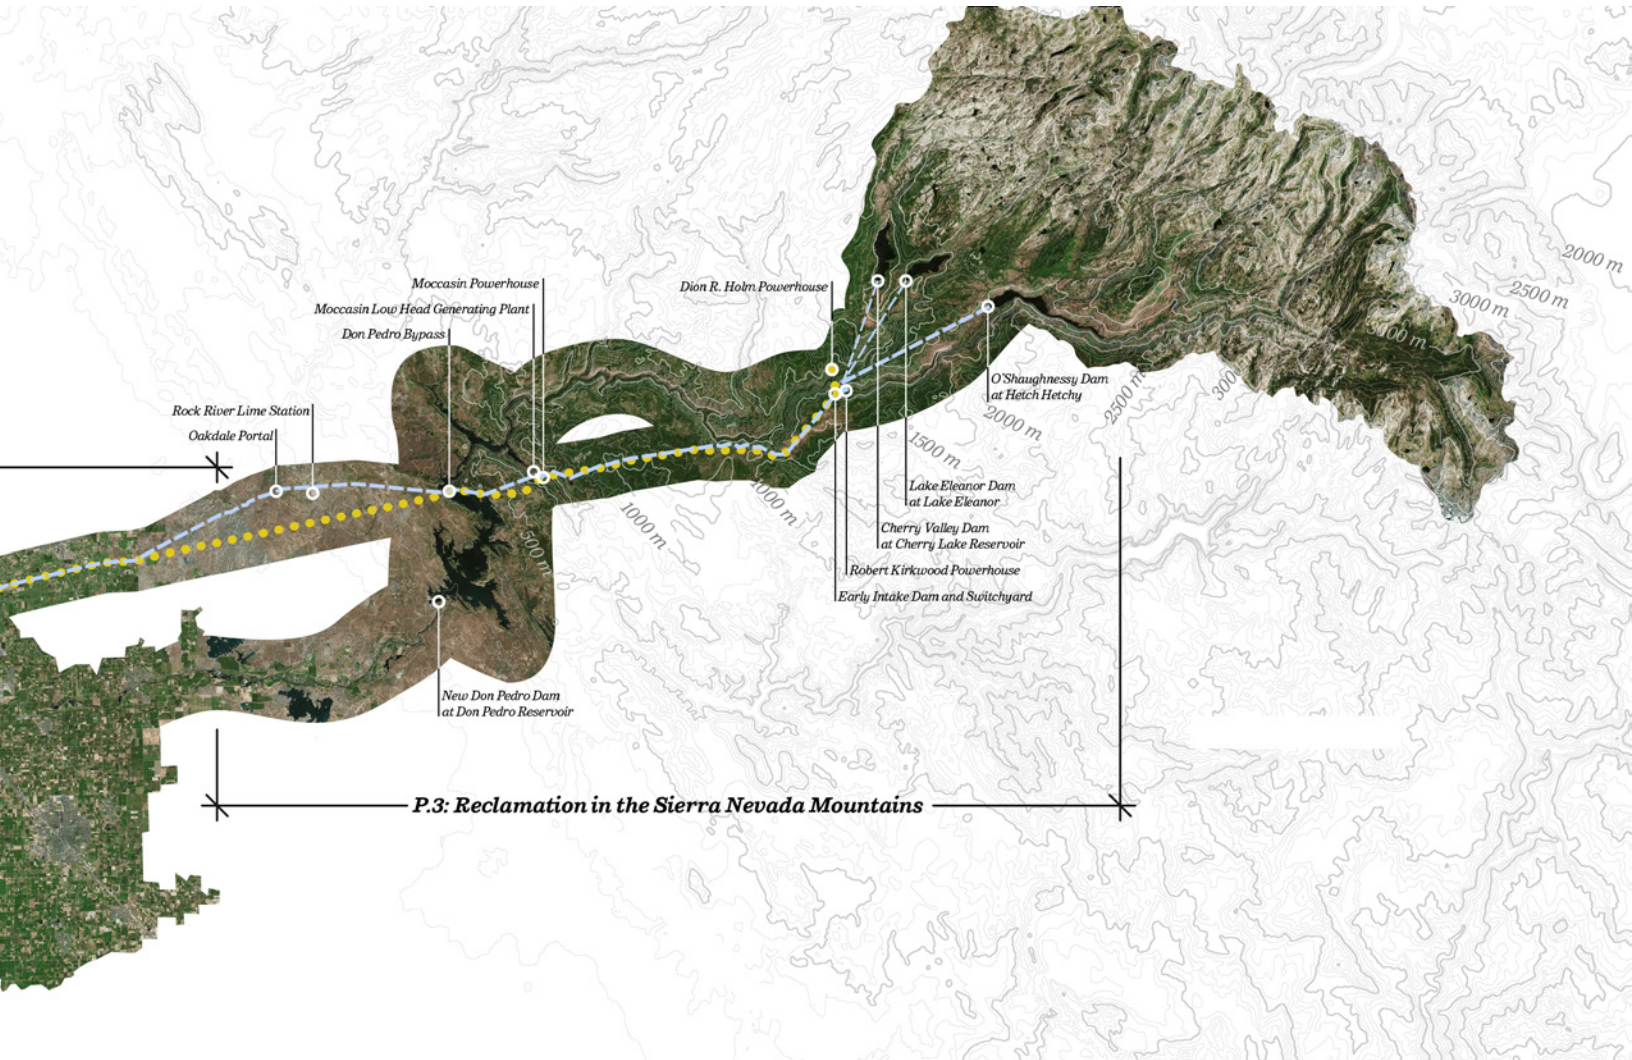 Moccasin Powerhouse
Moccasin Low Head Generating Plant
Don Pedro Bypass
Rock River Lime Station
Oakdale Portal
Dion R. Holm Powerhouse
O'Shaughnessy Dam
at Hetch Hetchy
Lake Eleanor Dam
at Lake Eleanor
Cherry Valley Dam
at Cherry Lake Reservoir
Robert Kirkwood Powerhouse
Early Intake Dam and Switchyard
New Don Pedro Dam
at Don Pedro Reservoir
500 m
1000 m
1000 m
1500 m
2000 m
2500 m
300
3000 m
3000 m
2500 m
2000 m
P.3: Reclamation in the Sierra Nevada Mountains